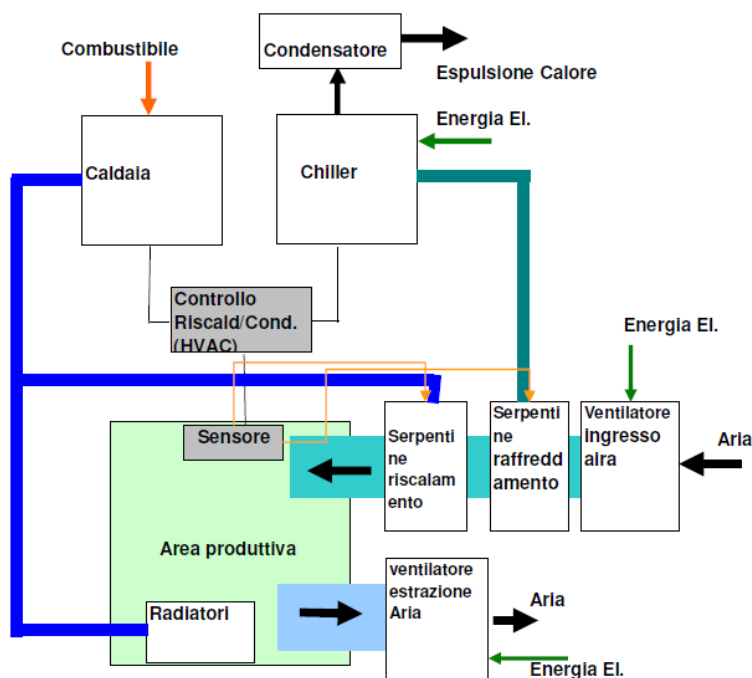 Combustibile
Condensatore
Espulsione Calore
Energia El.
Caldaia
Chiller
Controllo
Riscald/Cond.
(HVAC)
Energia El.
Sensore
Serpenti
ne
riscalam
ento
Serpenti
ne
raffredd
amento
Ventilatore
ingresso
aira
Aria
Area produttiva
Radiatori
ventilatore
estrazione
Aria
Aria
Energia El.